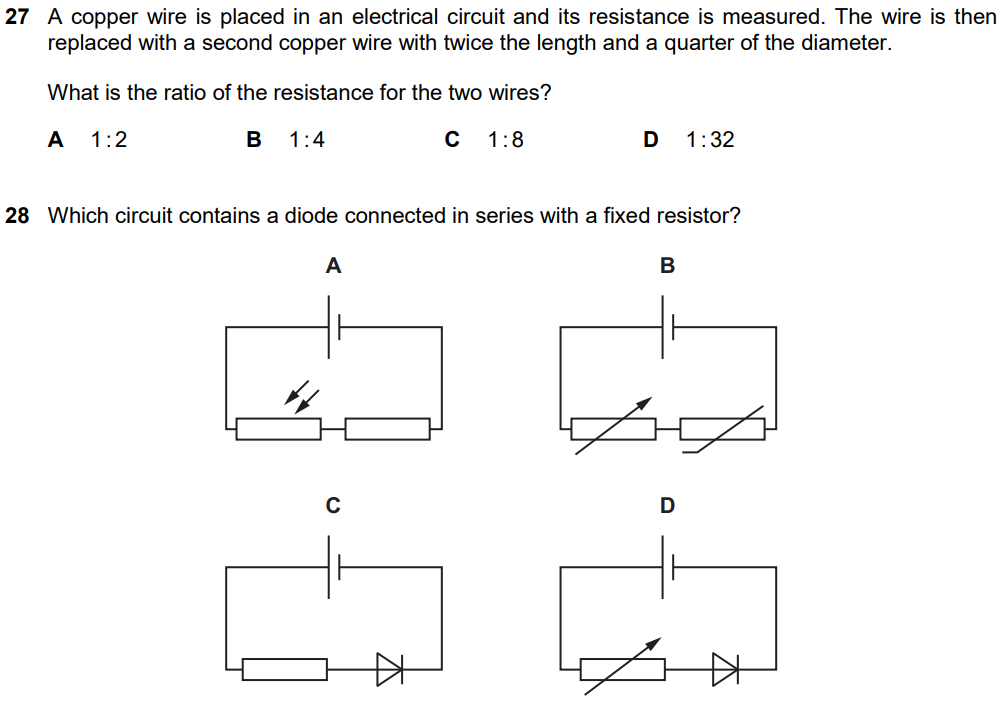 27 A copper wire is placed in an electrical circuit and its resistance is measured. The wire is then
replaced with a second copper wire with twice the length and a quarter of the diameter.
What is the ratio of the resistance for the two wires?
A 1:2 B 1:4 C 1:8 D 1:32
28 Which circuit contains a diode connected in series with a fixed resistor?
A B
C D